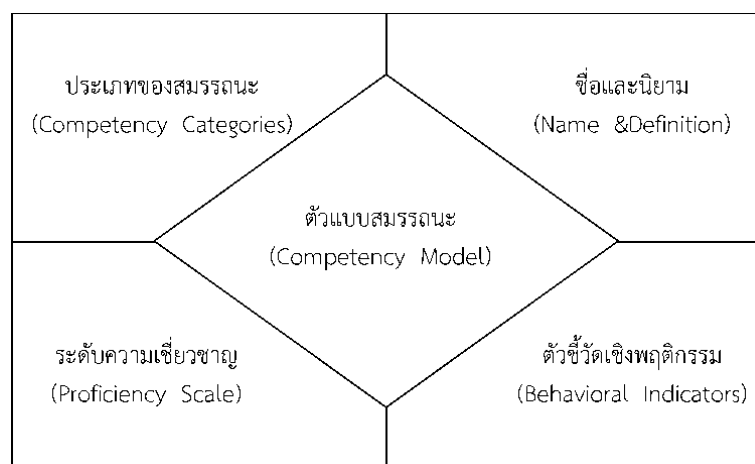 ประเภทของสมรรถนะ
(Competency Categories)
ชื่อและนิยาม
(Name &Definition)
ตัวแบบสมรรถนะ
(Competency Model)
ระดับความเชี่ยวชาญ
(Proficiency Scale)
ตัวชี้วัดเชิงพฤติกรรม
(Behavioral Indicators)